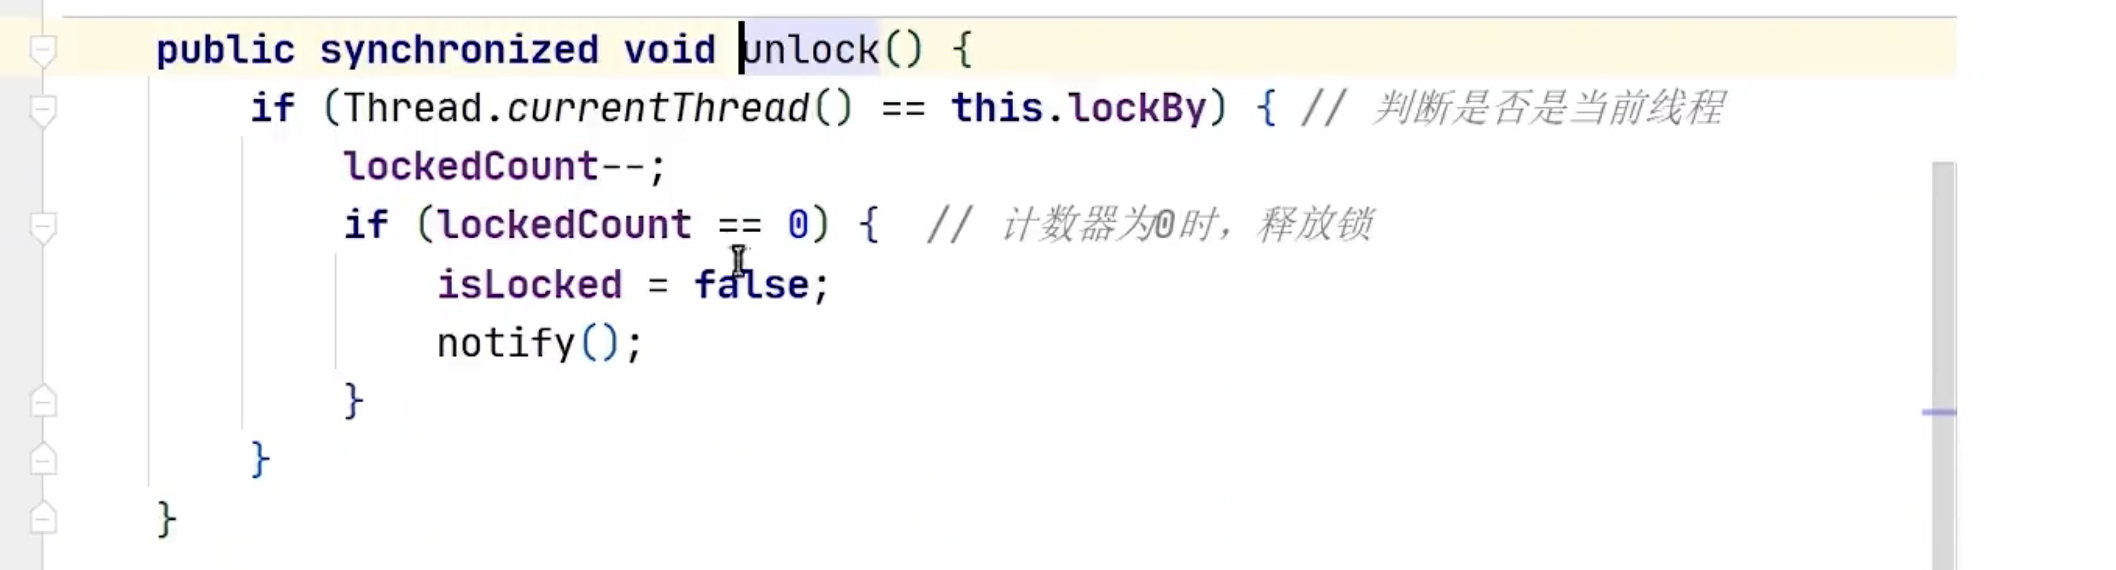 public synchronized void unlock() {
if (Thread.currentThread() == this.lockBy) { // 判断是否是当前线程
lockedCount--;
if (lockedCount == 0) {  // 计数器为0时，释放锁
isLocked = false;
notify();
}
}
}